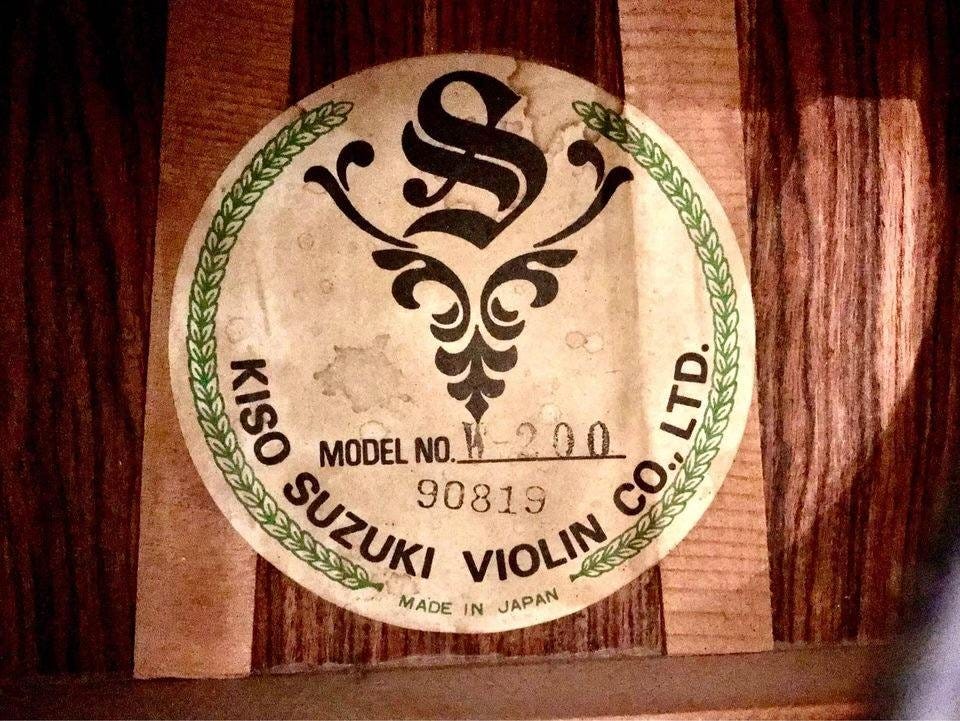 S
MODEL NO. W-200
90819
KISO SUZUKI VIOLIN CO., LTD.
MADE IN JAPAN